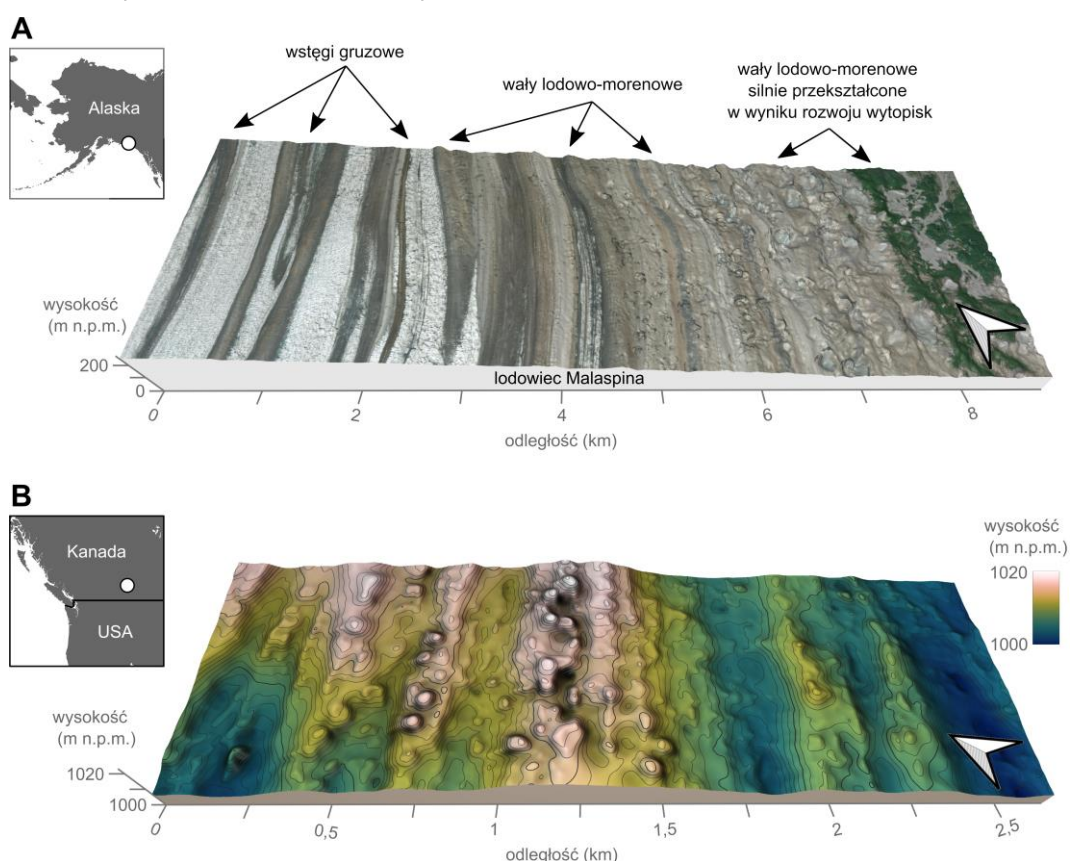 A
Alaska
wstęgi gruzowe
wały lodowo-morenowe
wały lodowo-morenowe
silnie przekształcone
w wyniku rozwoju wytopisk
wysokość
(m n.p.m.)
200
0
lodowiec Malaspina
0
2
4
6
8
odległość (km)
B
Kanada
USA
wysokość
(m n.p.m.)
1020
1000
wysokość
(m n.p.m.)
1020
1000
0
0,5
1
1,5
2
2,5
odległość (km)